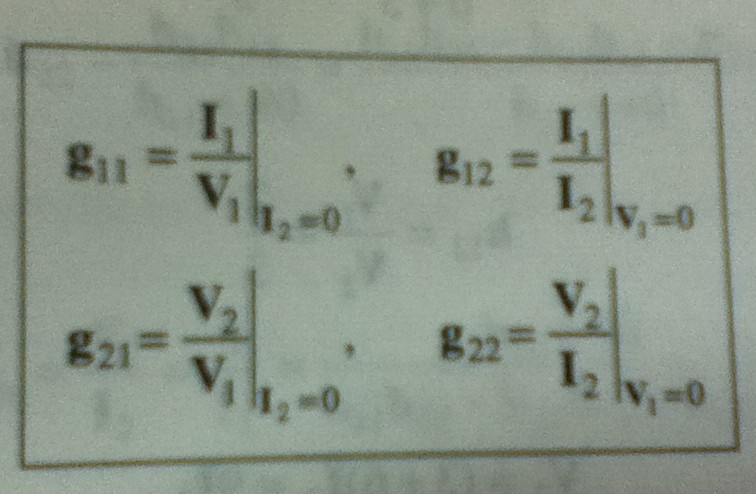 g₁₁ = I₁/V₁ |I₂=0 , g₁₂ = I₁/I₂ |V₁=0
g₂₁ = V₂/V₁ |I₂=0 , g₂₂ = V₂/I₂ |V₁=0